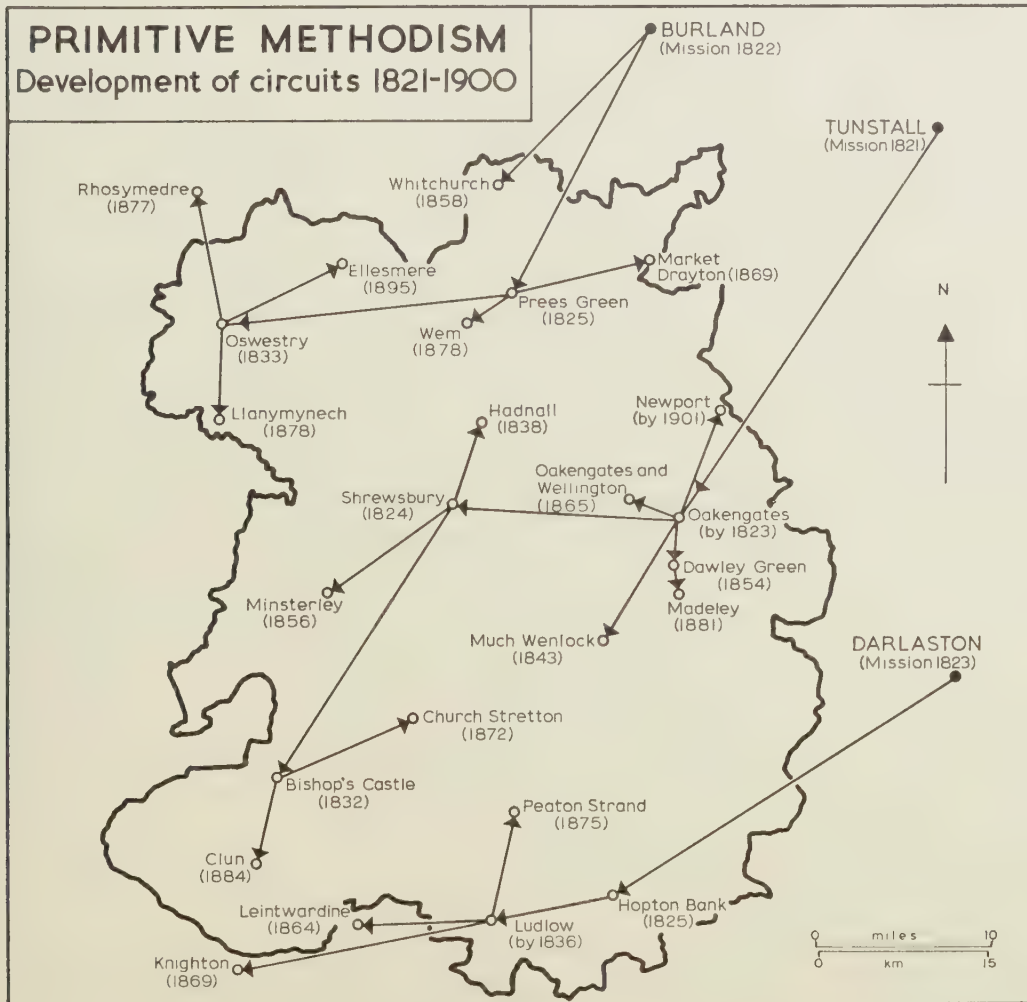 PRIMITIVE METHODISM
Development of circuits 1821-1900
BURLAND
(Mission 1822)
TUNSTALL
(Mission 1821)
Rhosymedre
(1877)
Whitchurch
(1858)
Ellesmere
(1895)
Market
Drayton (1869)
Prees Green
(1825)
N
Oswestry
(1833)
Wem
(1878)
Llanymynech
(1878)
Hadnall
(1838)
Newport
(by 1901)
Oakengates and
Wellington
(1865)
Shrewsbury
(1824)
Oakengates
(by 1823)
Dawley Green
(1854)
Minsterley
(1856)
Madeley
(1881)
Much Wenlock
(1843)
DARLASTON
(Mission 1823)
Church Stretton
(1872)
Bishop's Castle
(1832)
Peaton Strand
(1875)
Clun
(1884)
Hopton Bank
(1825)
Leintwardine
(1864)
Ludlow
(by 1836)
Knighton
(1869)
0 miles 10
0 km 15